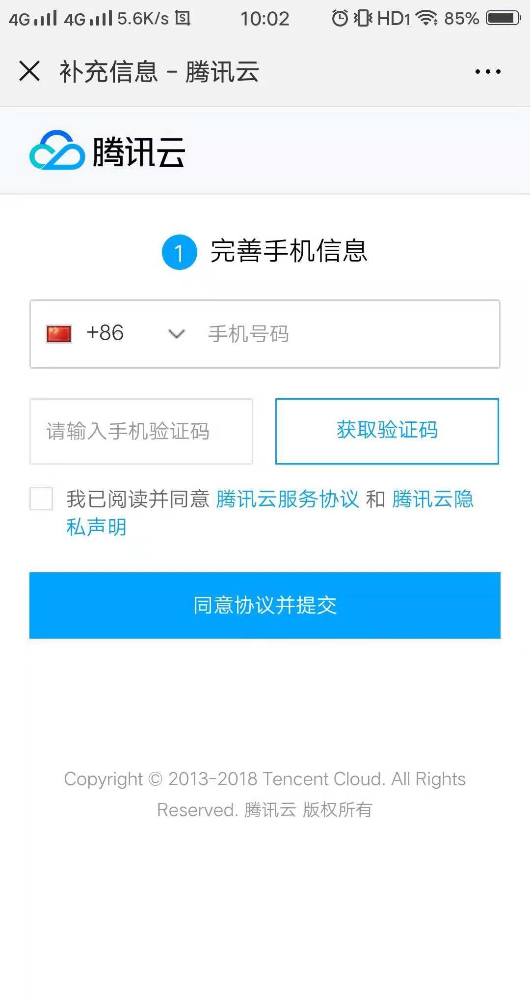 4G 4G 5.6K/s 10:02 HD1 85%
补充信息 - 腾讯云
腾讯云
1 完善手机信息
+86 手机号码
请输入手机验证码 获取验证码
我已阅读并同意 腾讯云服务协议 和 腾讯云隐
私声明
同意协议并提交
Copyright © 2013-2018 Tencent Cloud. All Rights
Reserved. 腾讯云 版权所有